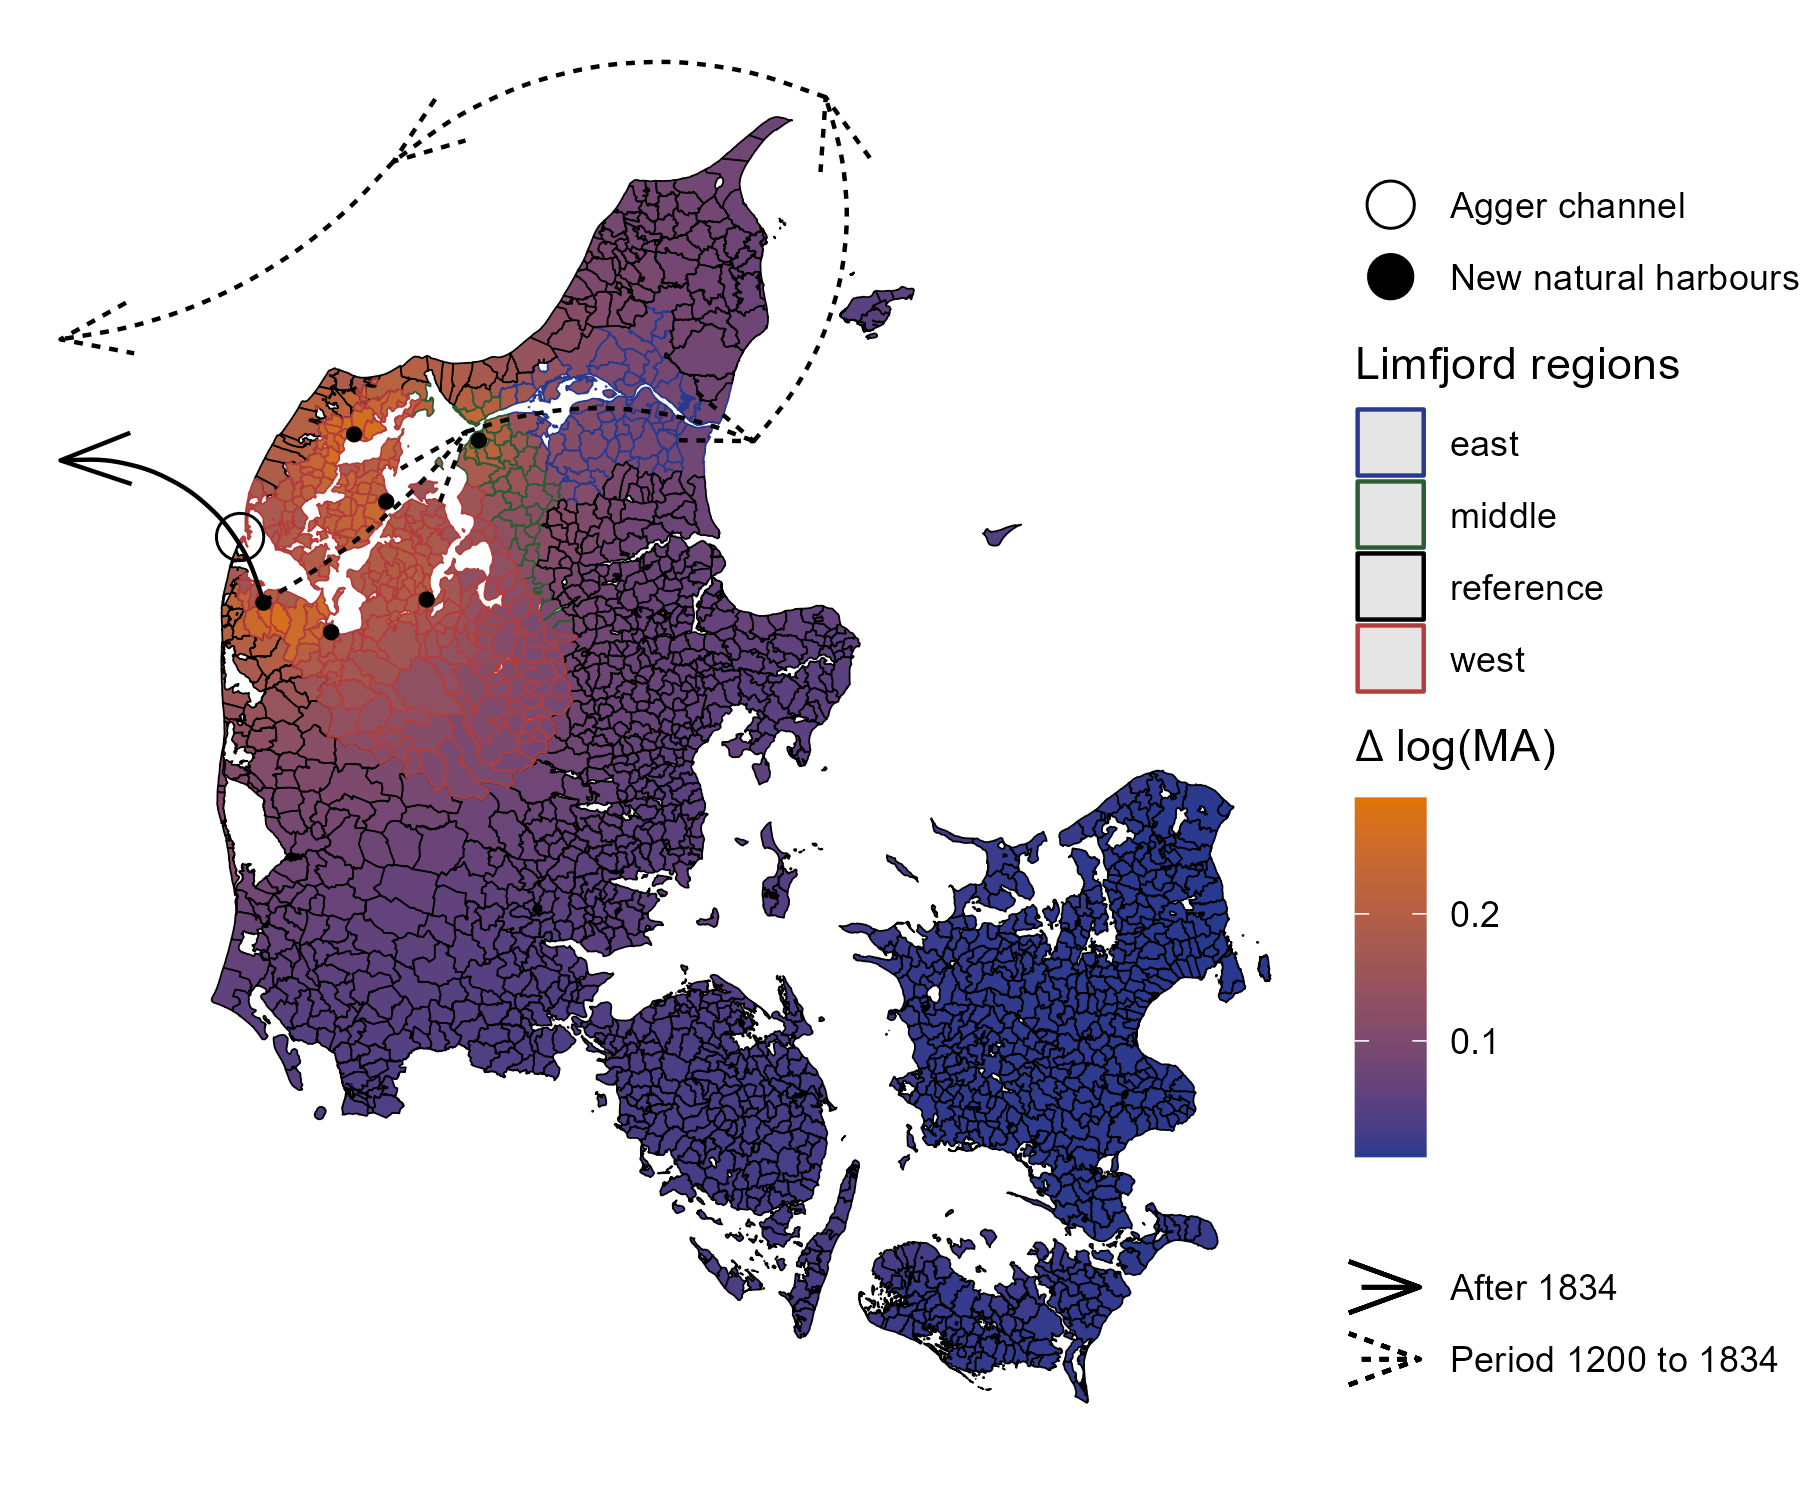 Agger channel
New natural harbours
Limfjord regions
east
middle
reference
west
Δ log(MA)
0.2
0.1
After 1834
Period 1200 to 1834